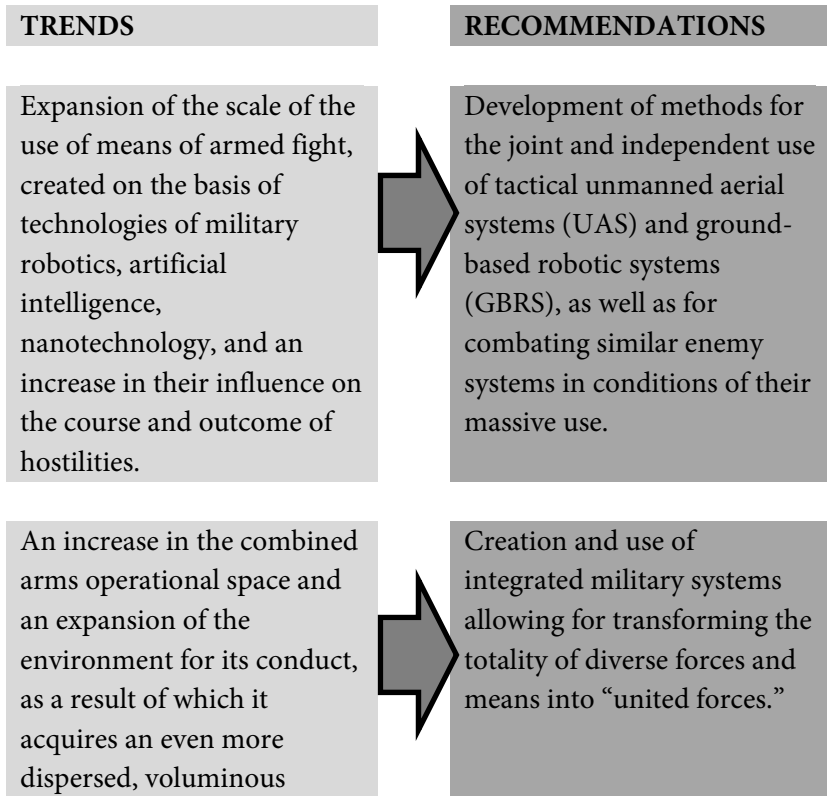 TRENDS
RECOMMENDATIONS
Expansion of the scale of the
use of means of armed fight,
created on the basis of
technologies of military
robotics, artificial
intelligence,
nanotechnology, and an
increase in their influence on
the course and outcome of
hostilities.
Development of methods for
the joint and independent use
of tactical unmanned aerial
systems (UAS) and ground-
based robotic systems
(GBRS), as well as for
combating similar enemy
systems in conditions of their
massive use.
An increase in the combined
arms operational space and
an expansion of the
environment for its conduct,
as a result of which it
acquires an even more
dispersed, voluminous
Creation and use of
integrated military systems
allowing for transforming the
totality of diverse forces and
means into “united forces.”